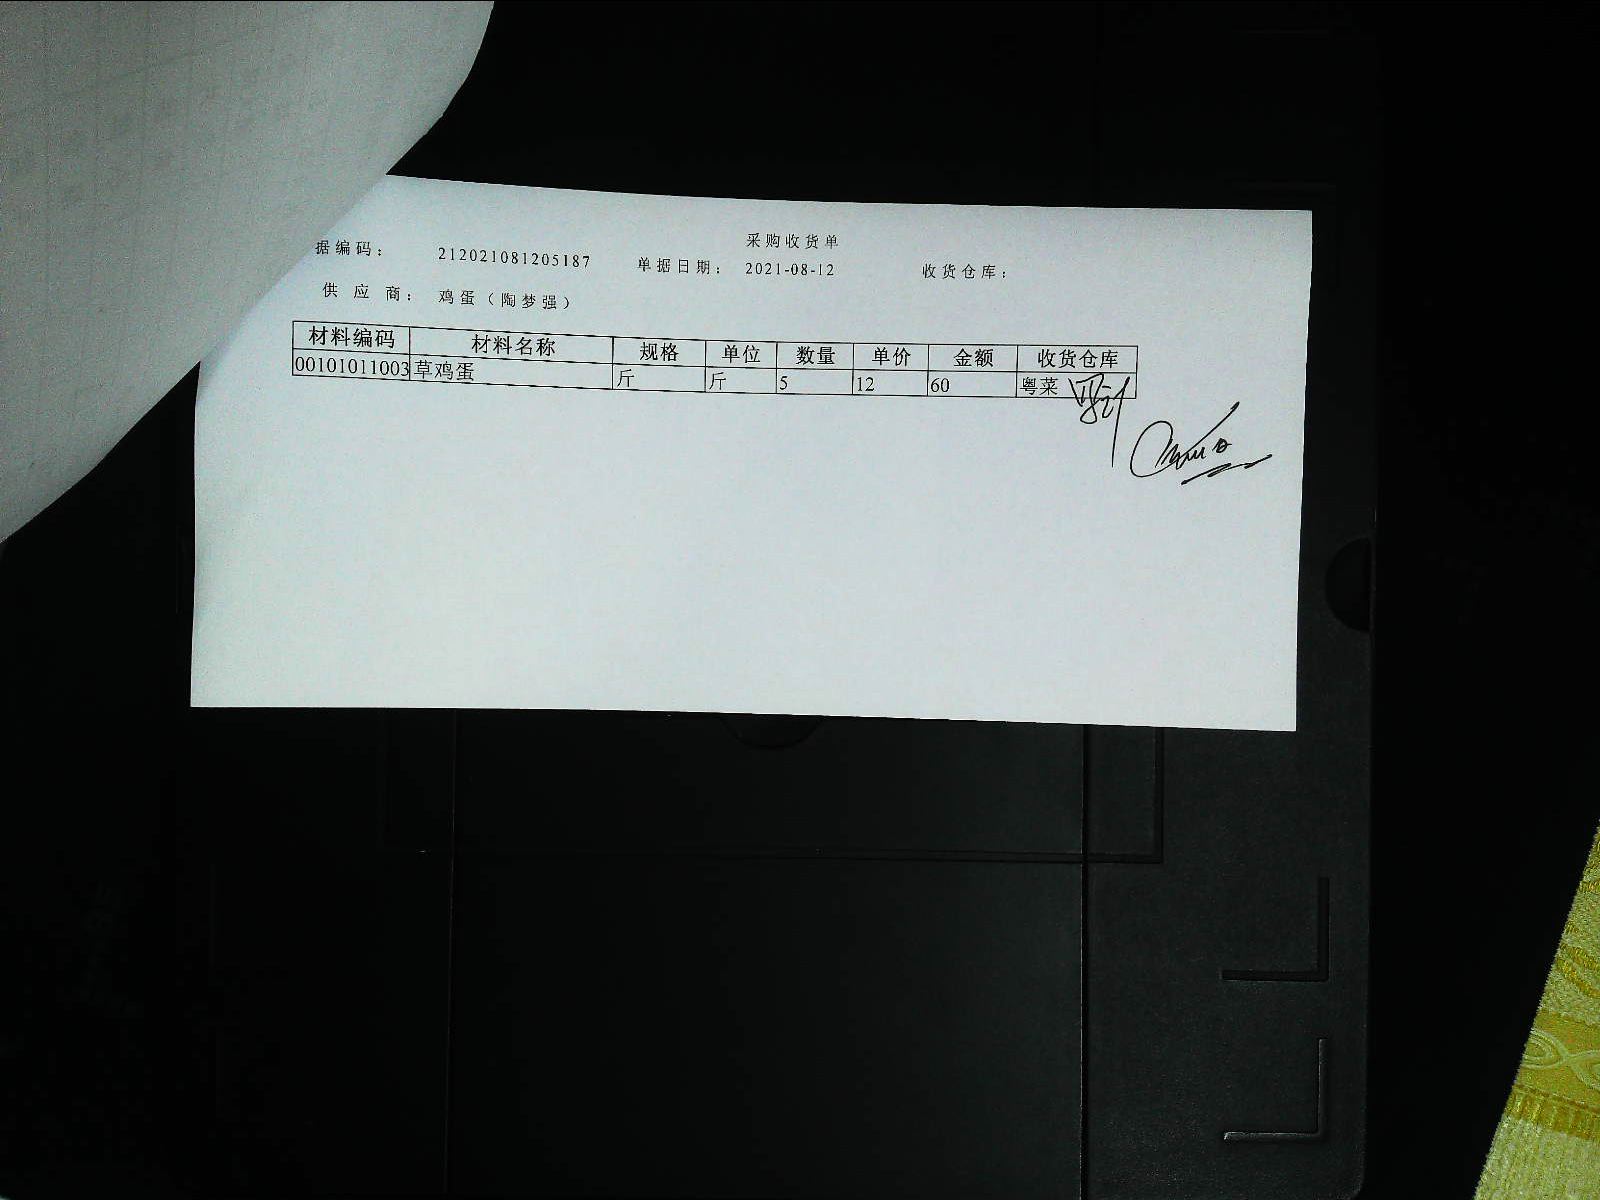 采购收货单
据编码： 212021081205187 单据日期： 2021-08-12 收货仓库：
供应商： 鸡蛋（陶梦强）
材料编码 材料名称 规格 单位 数量 单价 金额 收货仓库
00101011003 草鸡蛋 斤 斤 5 12 60 粤菜